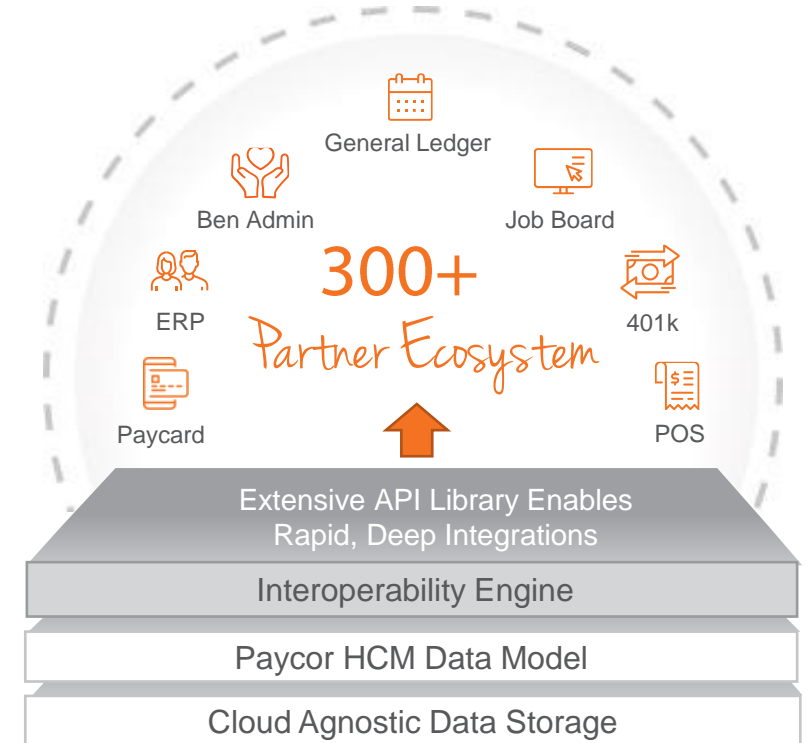 General Ledger
Ben Admin
Job Board
300+
ERP
401k
Partner Ecosystem
Paycard
POS
Extensive API Library Enables
Rapid, Deep Integrations
Interoperability Engine
Paycor HCM Data Model
Cloud Agnostic Data Storage